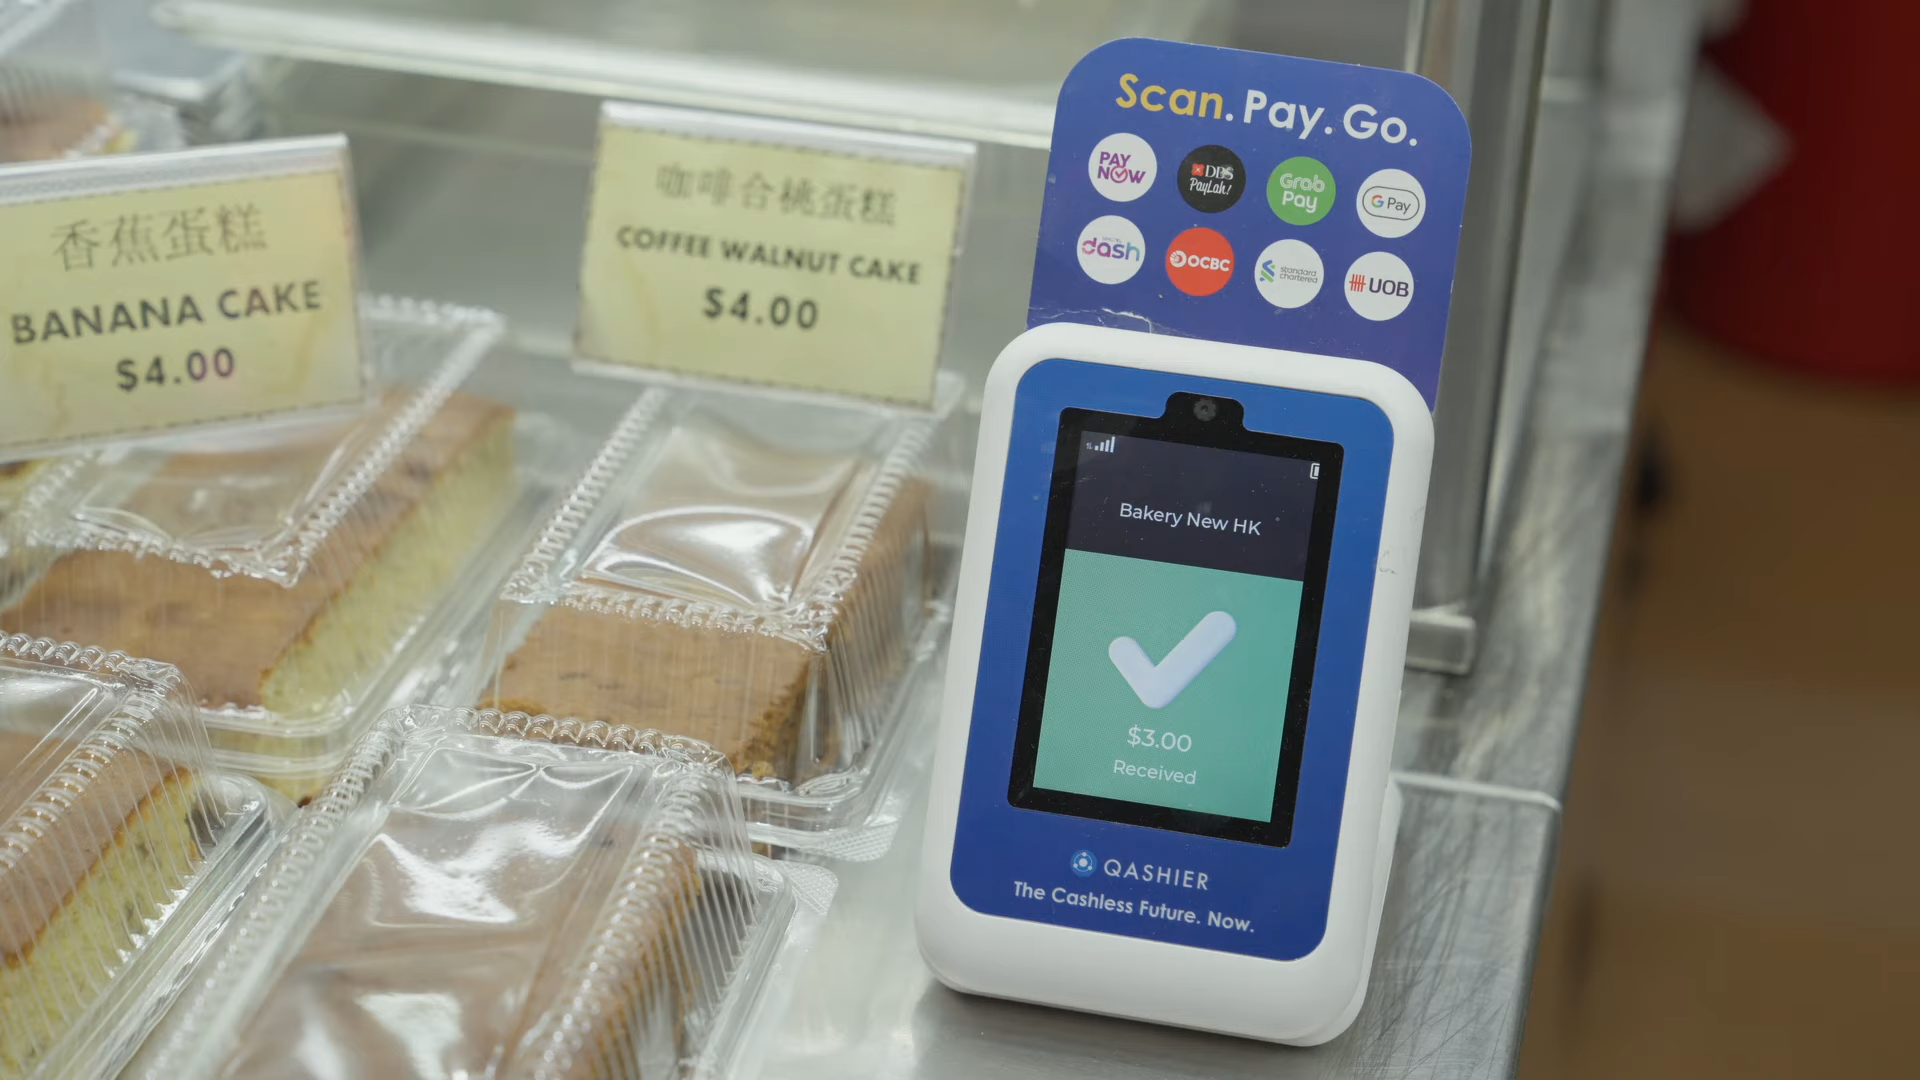 香蕉蛋糕
BANANA CAKE
$4.00
咖啡合桃蛋糕
COFFEE WALNUT CAKE
$4.00
Scan. Pay. Go.
PAY NOW
DBS PayLah!
Grab Pay
G Pay
dash
OCBC
standard chartered
UOB
Bakery New HK
$3.00
Received
QASHIER
The Cashless Future. Now.